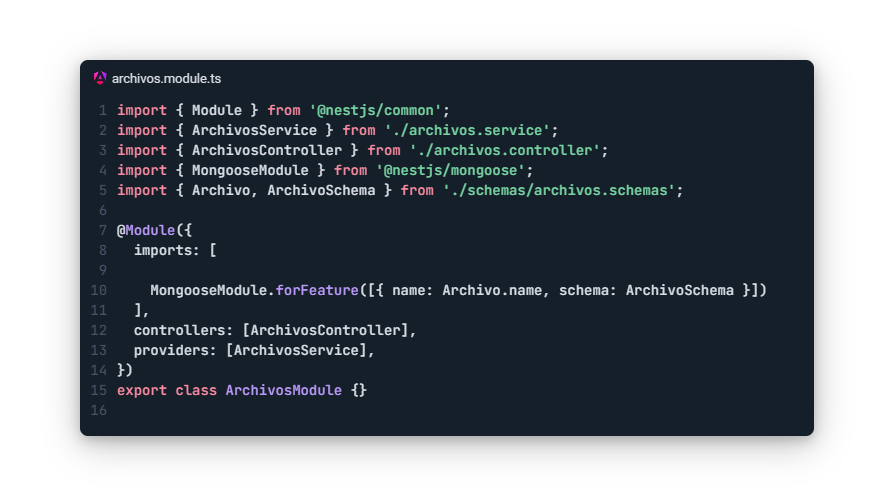 archivos.module.ts
1 import { Module } from '@nestjs/common';
2 import { ArchivosService } from './archivos.service';
3 import { ArchivosController } from './archivos.controller';
4 import { MongooseModule } from '@nestjs/mongoose';
5 import { Archivo, ArchivoSchema } from './schemas/archivos.schemas';
6
7 @Module({
8   imports: [
9
10     MongooseModule.forFeature([{ name: Archivo.name, schema: ArchivoSchema }])
11   ],
12   controllers: [ArchivosController],
13   providers: [ArchivosService],
14 })
15 export class ArchivosModule {}
16